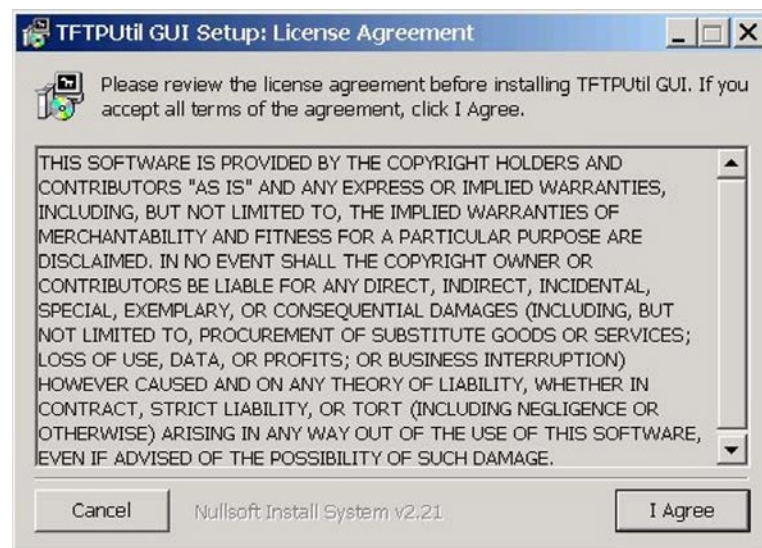 TFTPUtil GUI Setup: License Agreement
Please review the license agreement before installing TFTPUtil GUI. If you
accept all terms of the agreement, click I Agree.
THIS SOFTWARE IS PROVIDED BY THE COPYRIGHT HOLDERS AND
CONTRIBUTORS "AS IS" AND ANY EXPRESS OR IMPLIED WARRANTIES,
INCLUDING, BUT NOT LIMITED TO, THE IMPLIED WARRANTIES OF
MERCHANTABILITY AND FITNESS FOR A PARTICULAR PURPOSE ARE
DISCLAIMED. IN NO EVENT SHALL THE COPYRIGHT OWNER OR
CONTRIBUTORS BE LIABLE FOR ANY DIRECT, INDIRECT, INCIDENTAL,
SPECIAL, EXEMPLARY, OR CONSEQUENTIAL DAMAGES (INCLUDING, BUT
NOT LIMITED TO, PROCUREMENT OF SUBSTITUTE GOODS OR SERVICES;
LOSS OF USE, DATA, OR PROFITS; OR BUSINESS INTERRUPTION)
HOWEVER CAUSED AND ON ANY THEORY OF LIABILITY, WHETHER IN
CONTRACT, STRICT LIABILITY, OR TORT (INCLUDING NEGLIGENCE OR
OTHERWISE) ARISING IN ANY WAY OUT OF THE USE OF THIS SOFTWARE,
EVEN IF ADVISED OF THE POSSIBILITY OF SUCH DAMAGE.
Cancel Nullsoft Install System v2.21 I Agree